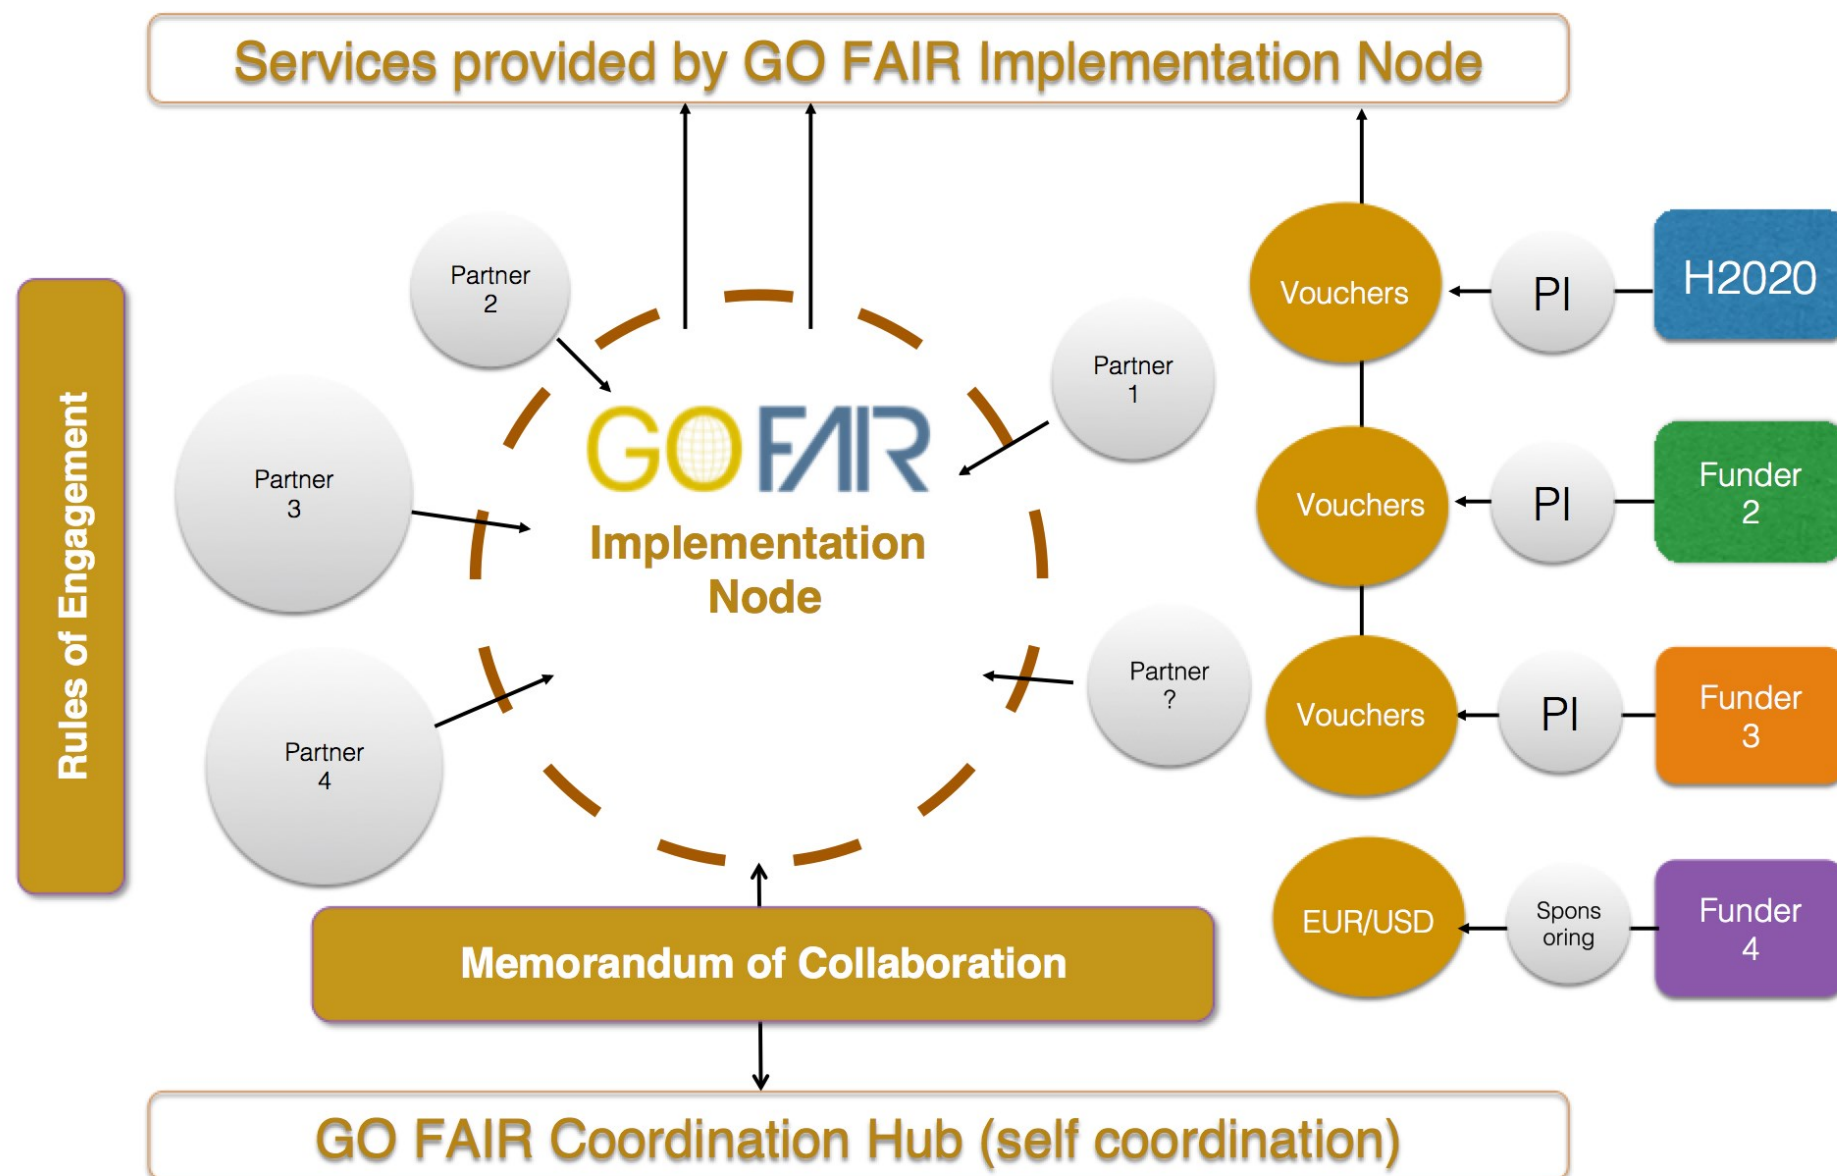 Services provided by GO FAIR Implementation Node
Rules of Engagement
Partner
2
Partner
1
Partner
3
Partner
4
Partner
?
GO FAIR
Implementation
Node
Vouchers
PI
H2020
Vouchers
PI
Funder
2
Vouchers
PI
Funder
3
EUR/USD
Spons
oring
Funder
4
Memorandum of Collaboration
GO FAIR Coordination Hub (self coordination)